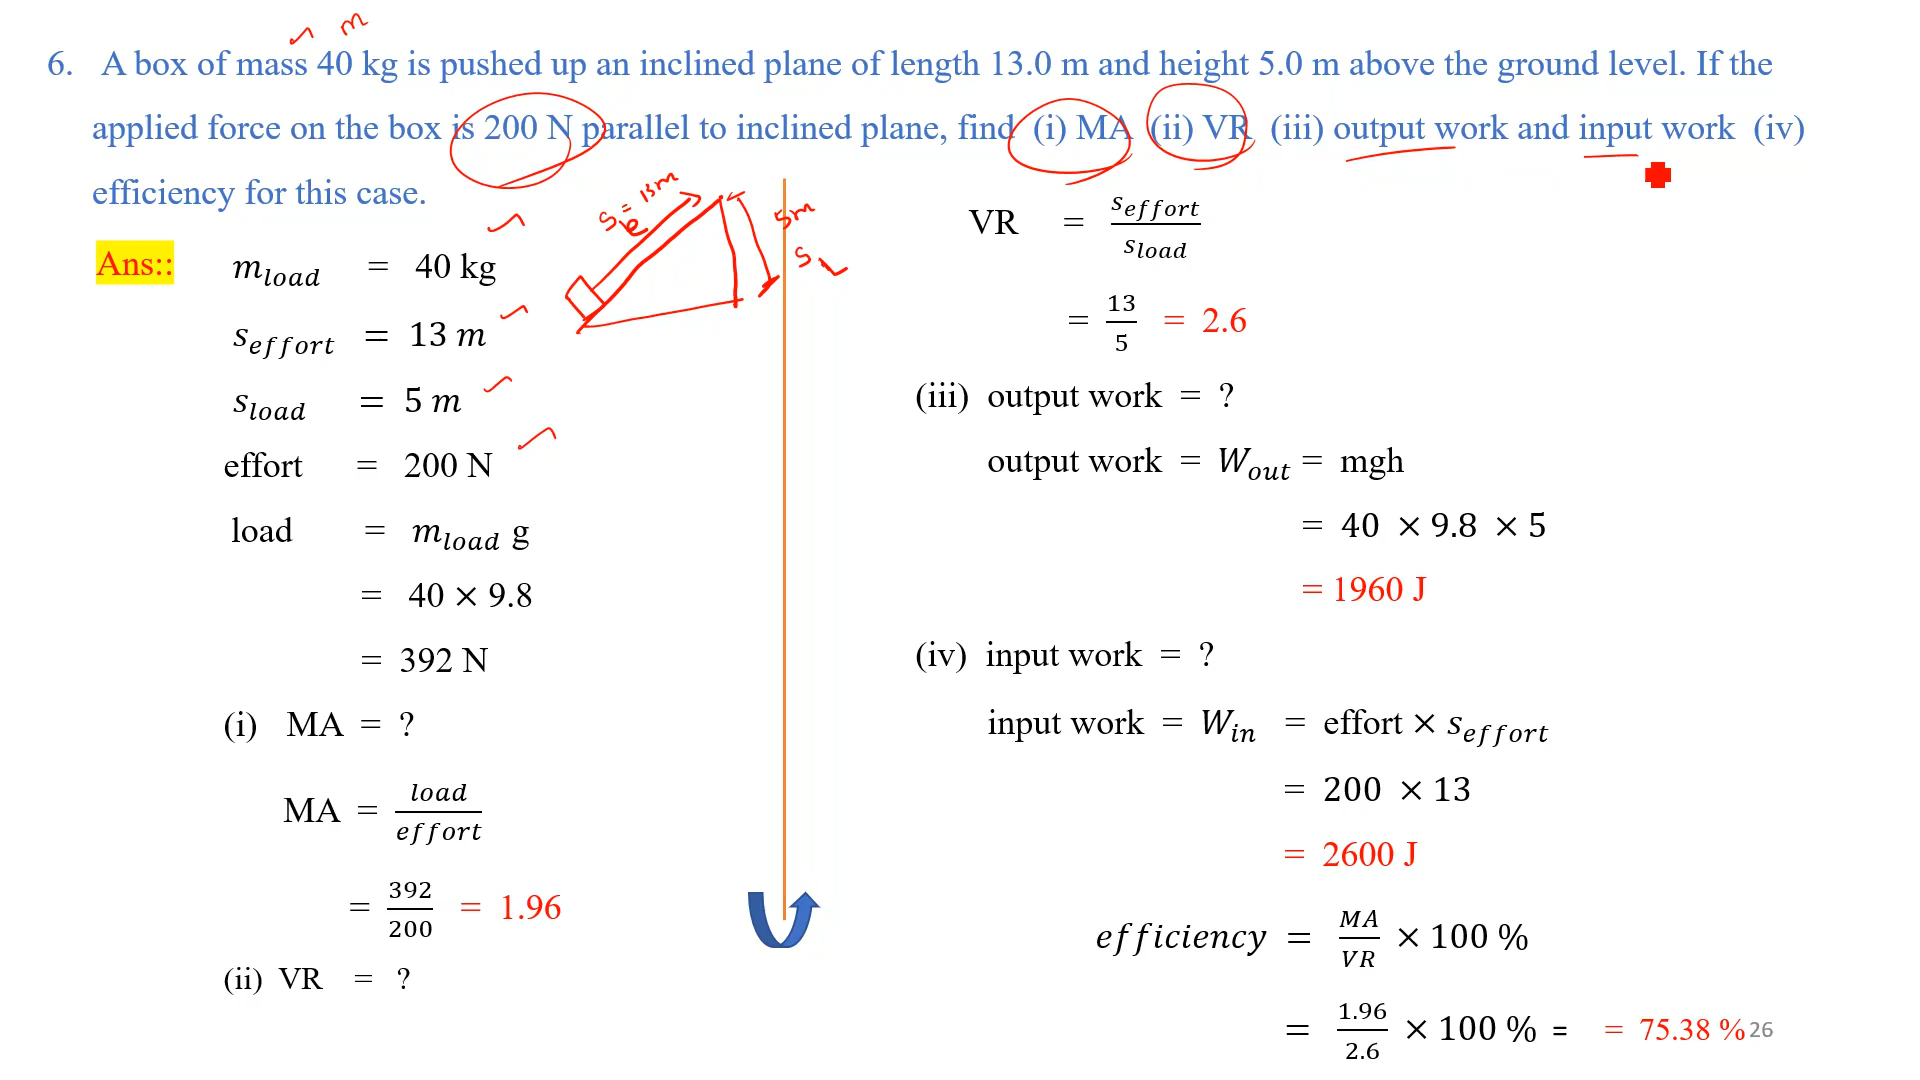 6. A box of mass 40 kg is pushed up an inclined plane of length 13.0 m and height 5.0 m above the ground level. If the
applied force on the box is 200 N parallel to inclined plane, find (i) MA (ii) VR (iii) output work and input work (iv)
efficiency for this case.
m
Ans::
m_load = 40 kg
s_effort = 13 m
s_load = 5 m
effort = 200 N
load = m_load g
= 40 × 9.8
= 392 N
(i) MA = ?
MA = load/effort
= 392/200 = 1.96
(ii) VR = ?
S_e = 13m
5m
S_L
VR = s_effort/s_load
= 13/5 = 2.6
(iii) output work = ?
output work = W_out = mgh
= 40 × 9.8 × 5
= 1960 J
(iv) input work = ?
input work = W_in = effort × s_effort
= 200 × 13
= 2600 J
efficiency = MA/VR × 100 %
= 1.96/2.6 × 100 % = = 75.38 %
26